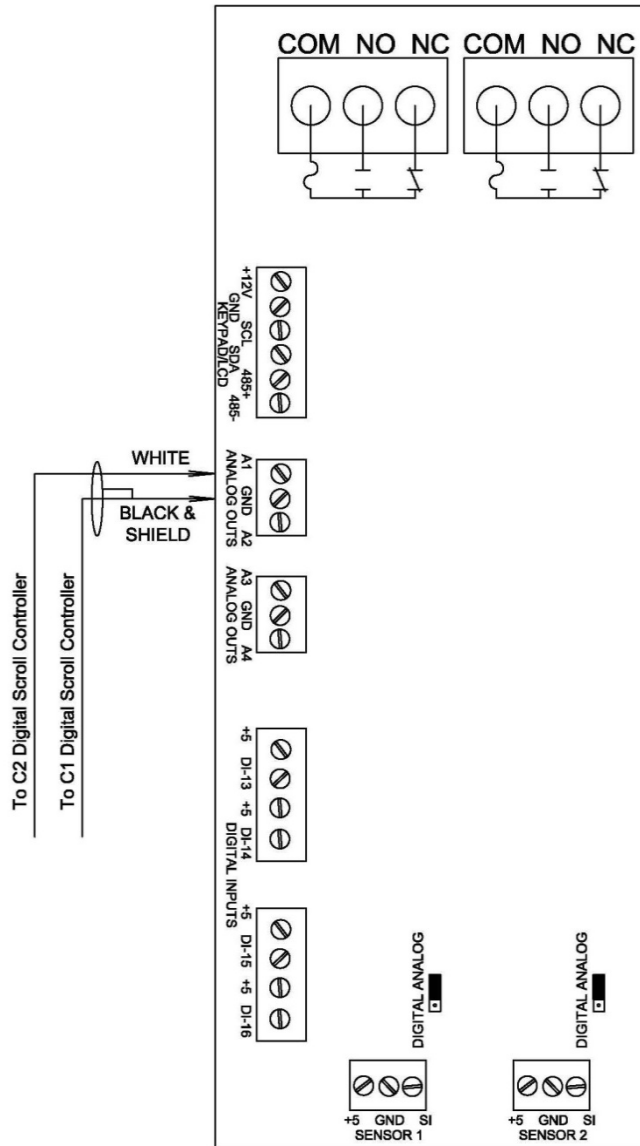 COM NO NC COM NO NC
+12V
GND
SCL
SDA
485+
485-
KEYPAD/LCD
WHITE
BLACK &
SHIELD
A1
GND
A2
ANALOG OUTS
A3
GND
A4
ANALOG OUTS
To C2 Digital Scroll Controller
To C1 Digital Scroll Controller
+5
DI-13
+5
DI-14
DIGITAL INPUTS
+5
DI-15
+5
DI-16
DIGITAL ANALOG
DIGITAL ANALOG
+5 GND SI
SENSOR 1
+5 GND SI
SENSOR 2